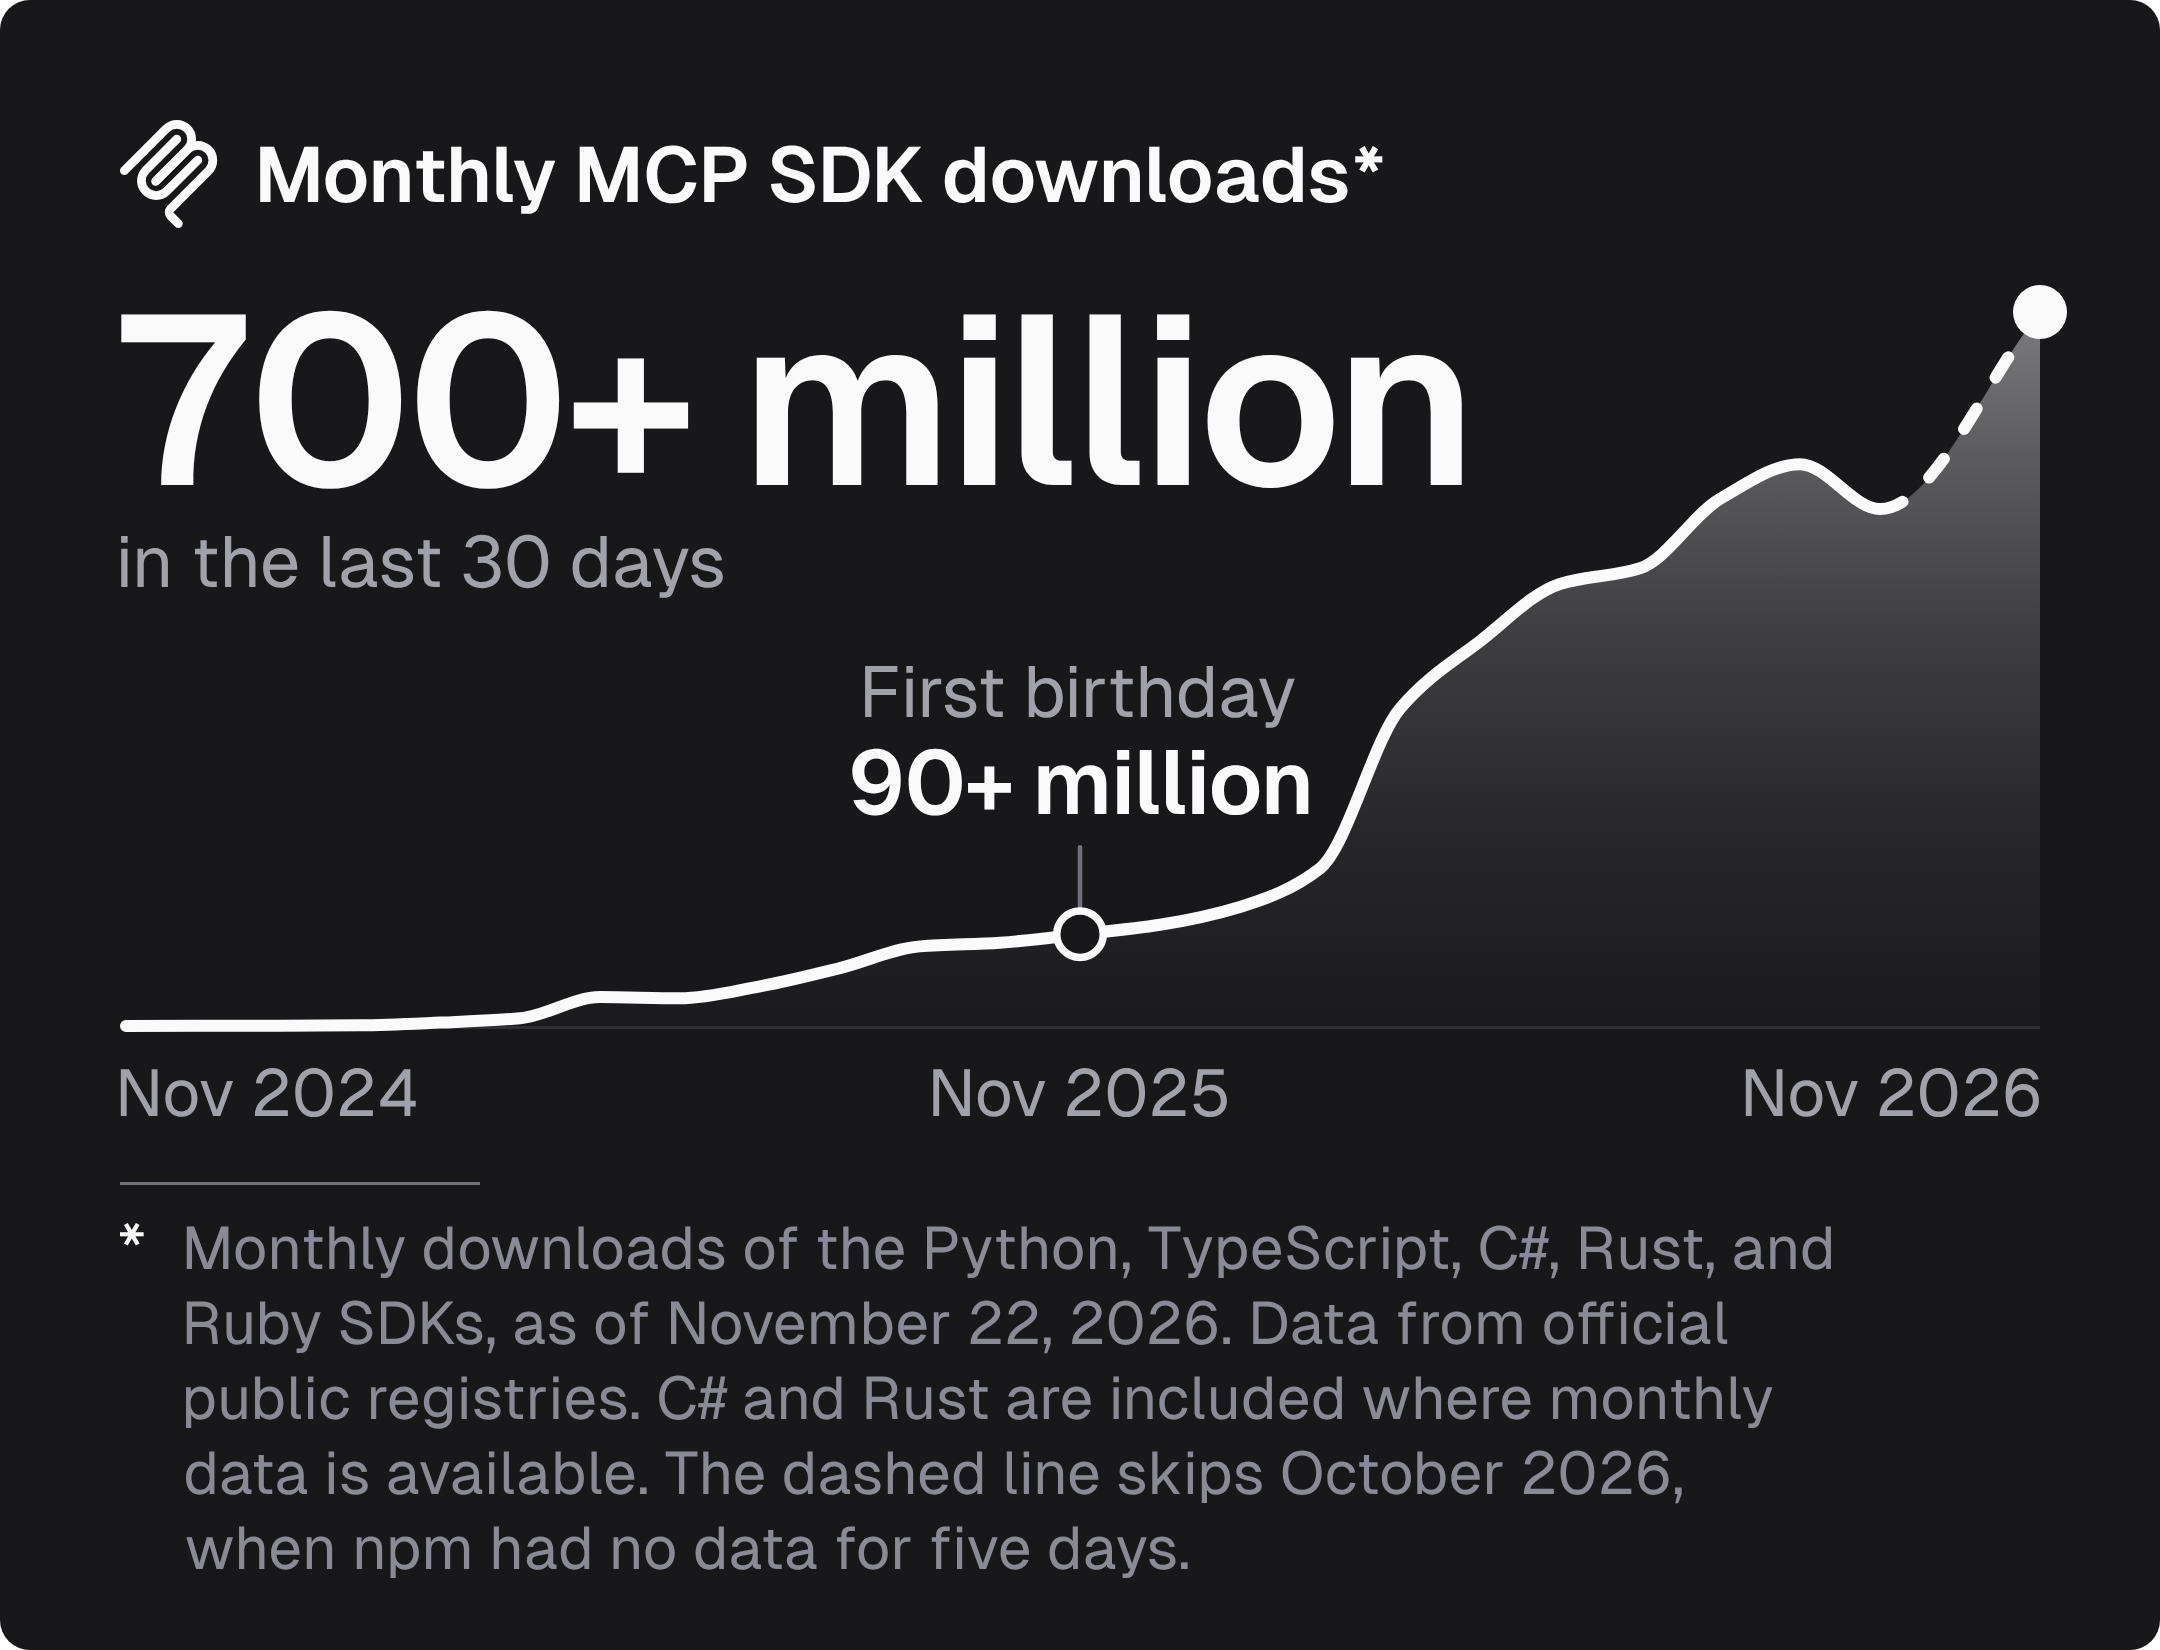 Monthly MCP SDK downloads*
700+ million
in the last 30 days
First birthday
90+ million
Nov 2024
Nov 2025
Nov 2026
* Monthly downloads of the Python, TypeScript, C#, Rust, and
Ruby SDKs, as of November 22, 2026. Data from official
public registries. C# and Rust are included where monthly
data is available. The dashed line skips October 2026,
when npm had no data for five days.